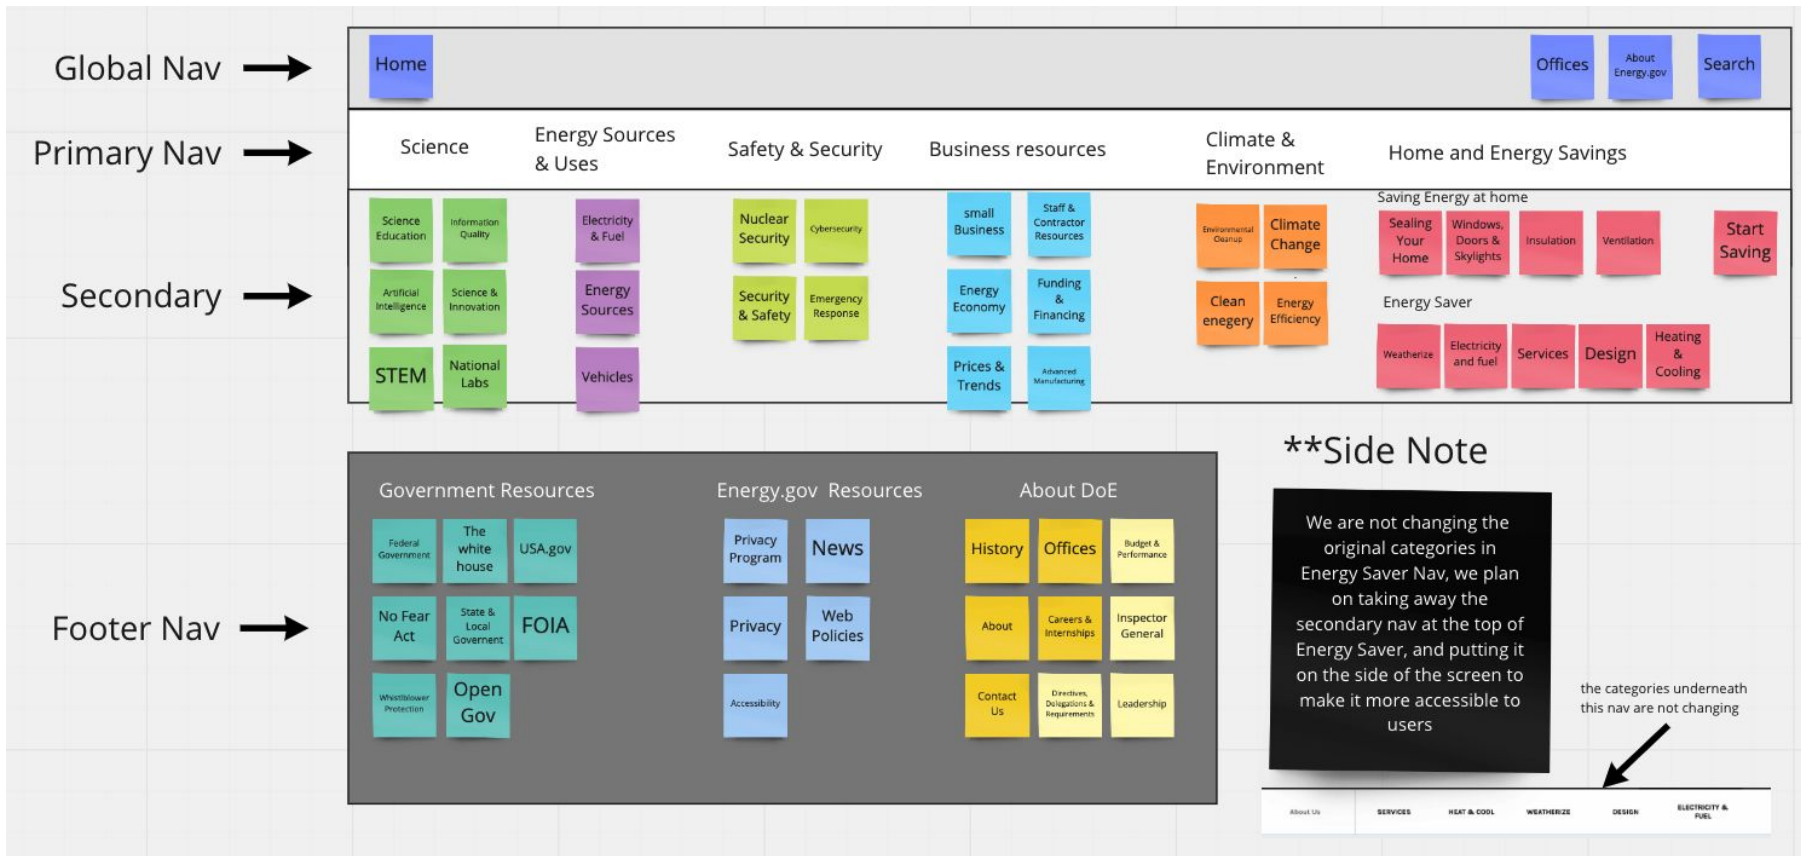 Global Nav
Home
Offices
About
Energy.gov
Search
Primary Nav
Science
Energy Sources
& Uses
Safety & Security
Business resources
Climate &
Environment
Home and Energy Savings
Secondary
Science
Education
Information
Quality
Artificial
Intelligence
Science &
Innovation
STEM
National
Labs
Electricity
& Fuel
Energy
Sources
Vehicles
Nuclear
Security
Cybersecurity
Security
& Safety
Emergency
Response
small
Business
Staff &
Contractor
Resources
Energy
Economy
Funding
&
Financing
Prices &
Trends
Advanced
Manufacturing
Environmental
Cleanup
Climate
Change
Clean
enegery
Energy
Efficiency
Saving Energy at home
Sealing
Your
Home
Windows,
Doors &
Skylights
Insulation
Ventilation
Start
Saving
Energy Saver
Weatherize
Electricity
and fuel
Services
Design
Heating
&
Cooling
Footer Nav
Government Resources
Federal
Government
The
white
house
USA.gov
No Fear
Act
State &
Local
Governent
FOIA
Whistlblower
Protection
Open
Gov
Energy.gov Resources
Privacy
Program
News
Privacy
Web
Policies
Accessibility
About DoE
History
Offices
Budget &
Performance
About
Careers &
Internships
Inspector
General
Contact
Us
Directives,
Delegations &
Requirements
Leadership
**Side Note
We are not changing the
original categories in
Energy Saver Nav, we plan
on taking away the
secondary nav at the top of
Energy Saver, and putting it
on the side of the screen to
make it more accessible to
users
the categories underneath
this nav are not changing
About Us
SERVICES
HEAT & COOL
WEATHERIZE
DESIGN
ELECTRICITY &
FUEL